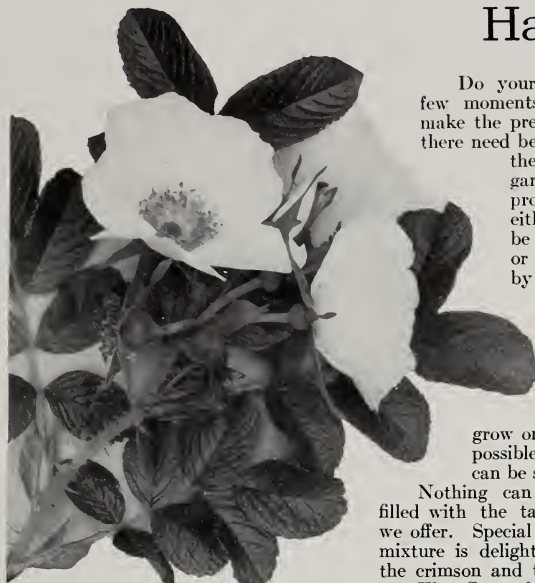 Ha
Do your
few moments
make the pre
there need be
the
gar
pro
eith
be
or
by
grow or
possible
can be s
Nothing can
filled with the ta
we offer. Special
mixture is delight
the crimson and t